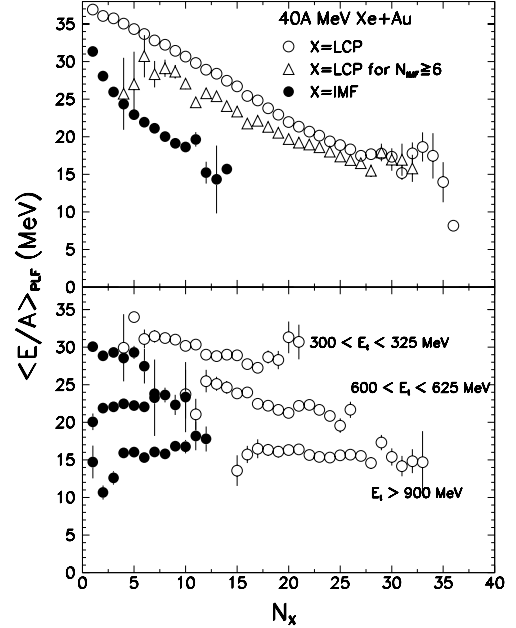 40A MeV Xe+Au
X=LCP
X=LCP for N_IMF≥6
X=IMF
35
30
25
20
15
10
5
0
<E/A>_PLF (MeV)
300 < E_t < 325 MeV
600 < E_t < 625 MeV
E_t > 900 MeV
35
30
25
20
15
10
5
0
0 5 10 15 20 25 30 35 40
N_X